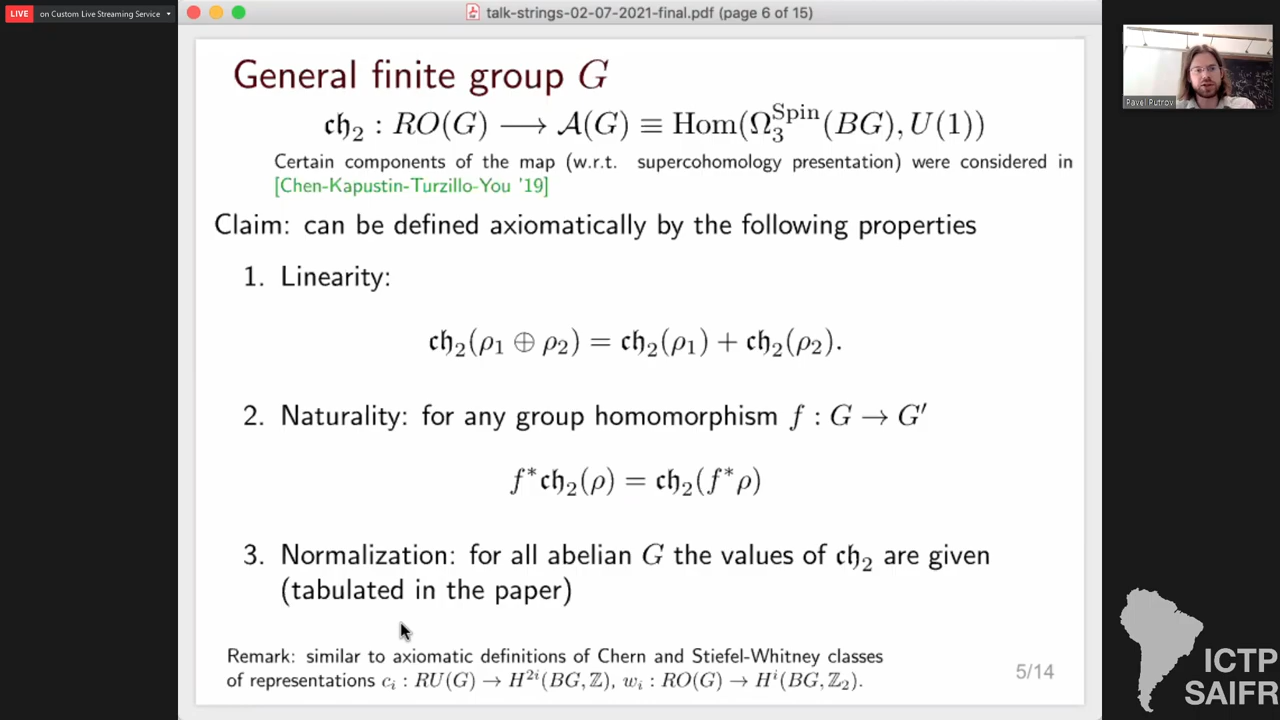 LIVE on Custom Live Streaming Service
talk-strings-02-07-2021-final.pdf (page 6 of 15)
Pavel Putrov
General finite group G
𝔠𝔥₂ : RO(G) ⟶ 𝒜(G) ≡ Hom(Ω₃^Spin(BG), U(1))
Certain components of the map (w.r.t. supercohomology presentation) were considered in
[Chen-Kapustin-Turzillo-You '19]
Claim: can be defined axiomatically by the following properties
1. Linearity:
𝔠𝔥₂(ρ₁ ⊕ ρ₂) = 𝔠𝔥₂(ρ₁) + 𝔠𝔥₂(ρ₂).
2. Naturality: for any group homomorphism f : G → G′
f*𝔠𝔥₂(ρ) = 𝔠𝔥₂(f*ρ)
3. Normalization: for all abelian G the values of 𝔠𝔥₂ are given
(tabulated in the paper)
Remark: similar to axiomatic definitions of Chern and Stiefel-Whitney classes
of representations cᵢ : RU(G) → H²ⁱ(BG, ℤ), wᵢ : RO(G) → Hⁱ(BG, ℤ₂).
5/14
ICTP
SAIFR